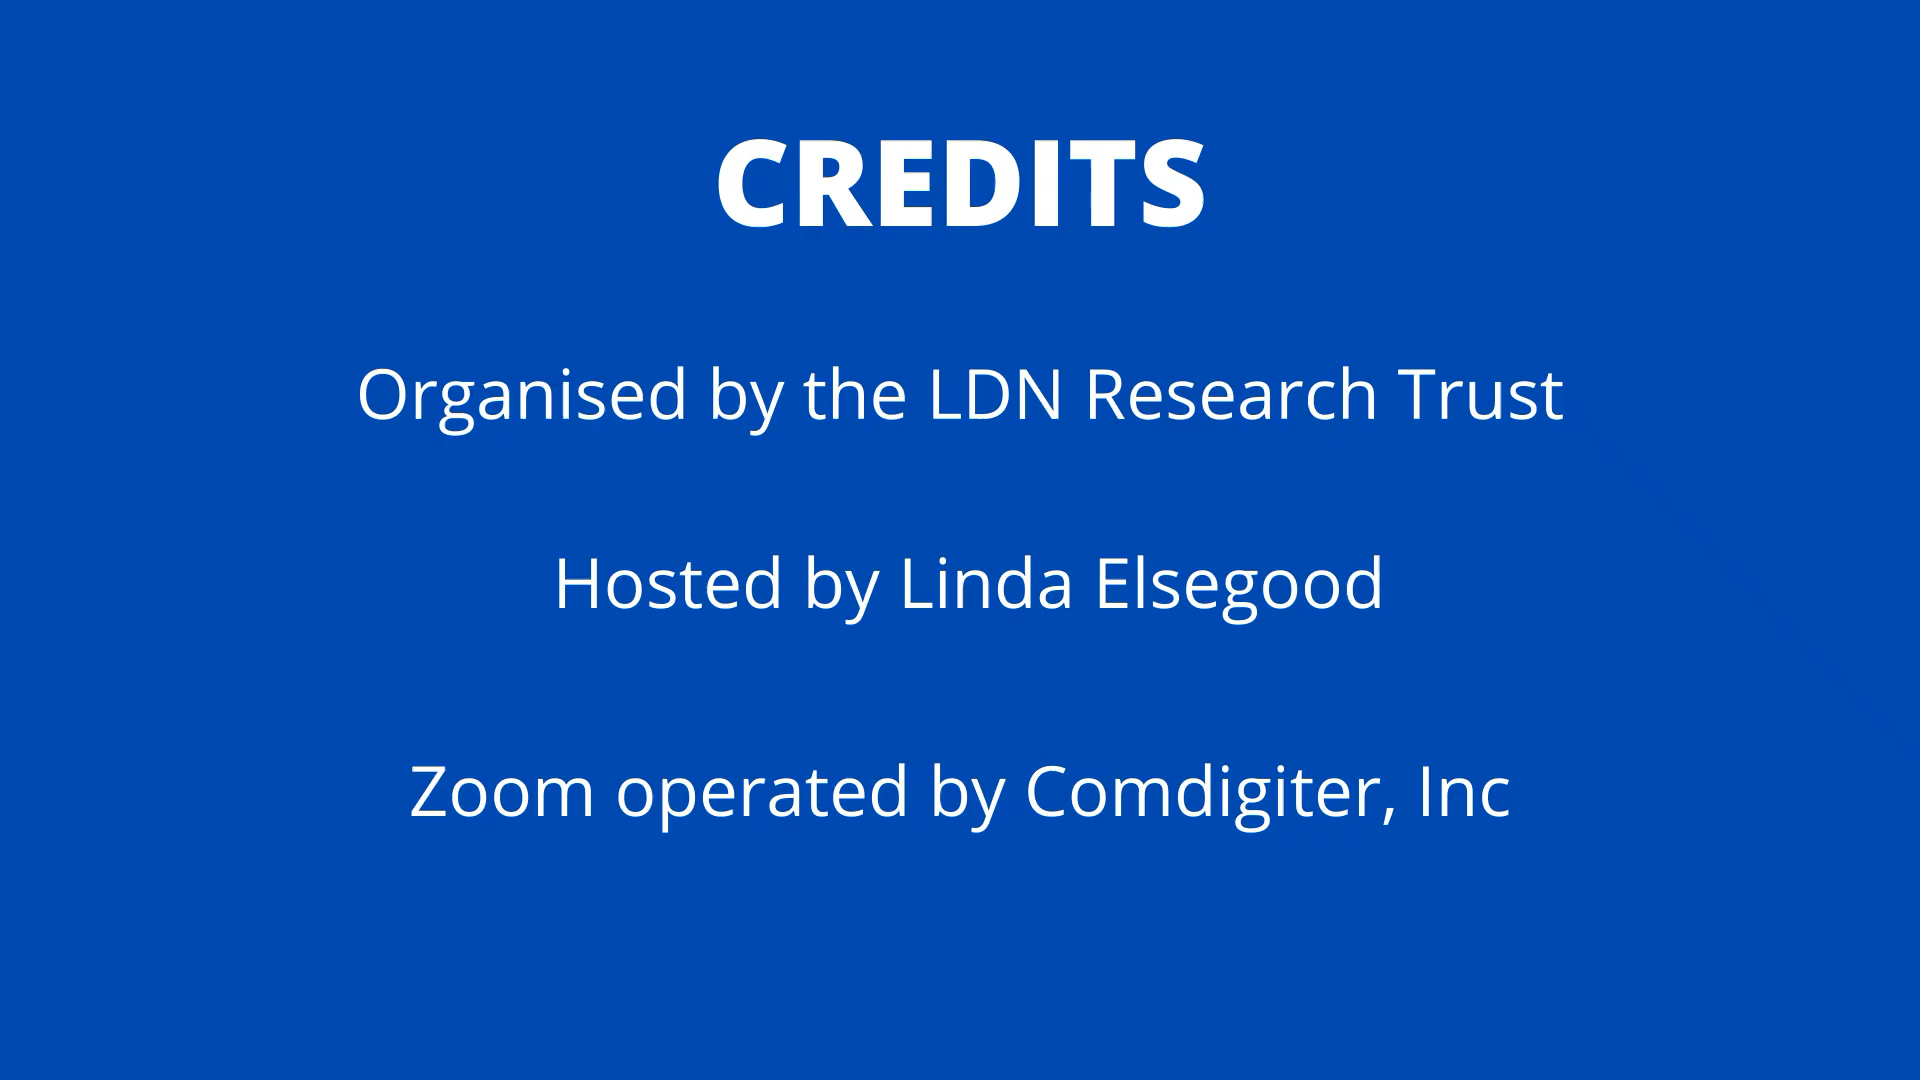 CREDITS
Organised by the LDN Research Trust
Hosted by Linda Elsegood
Zoom operated by Comdigiter, Inc